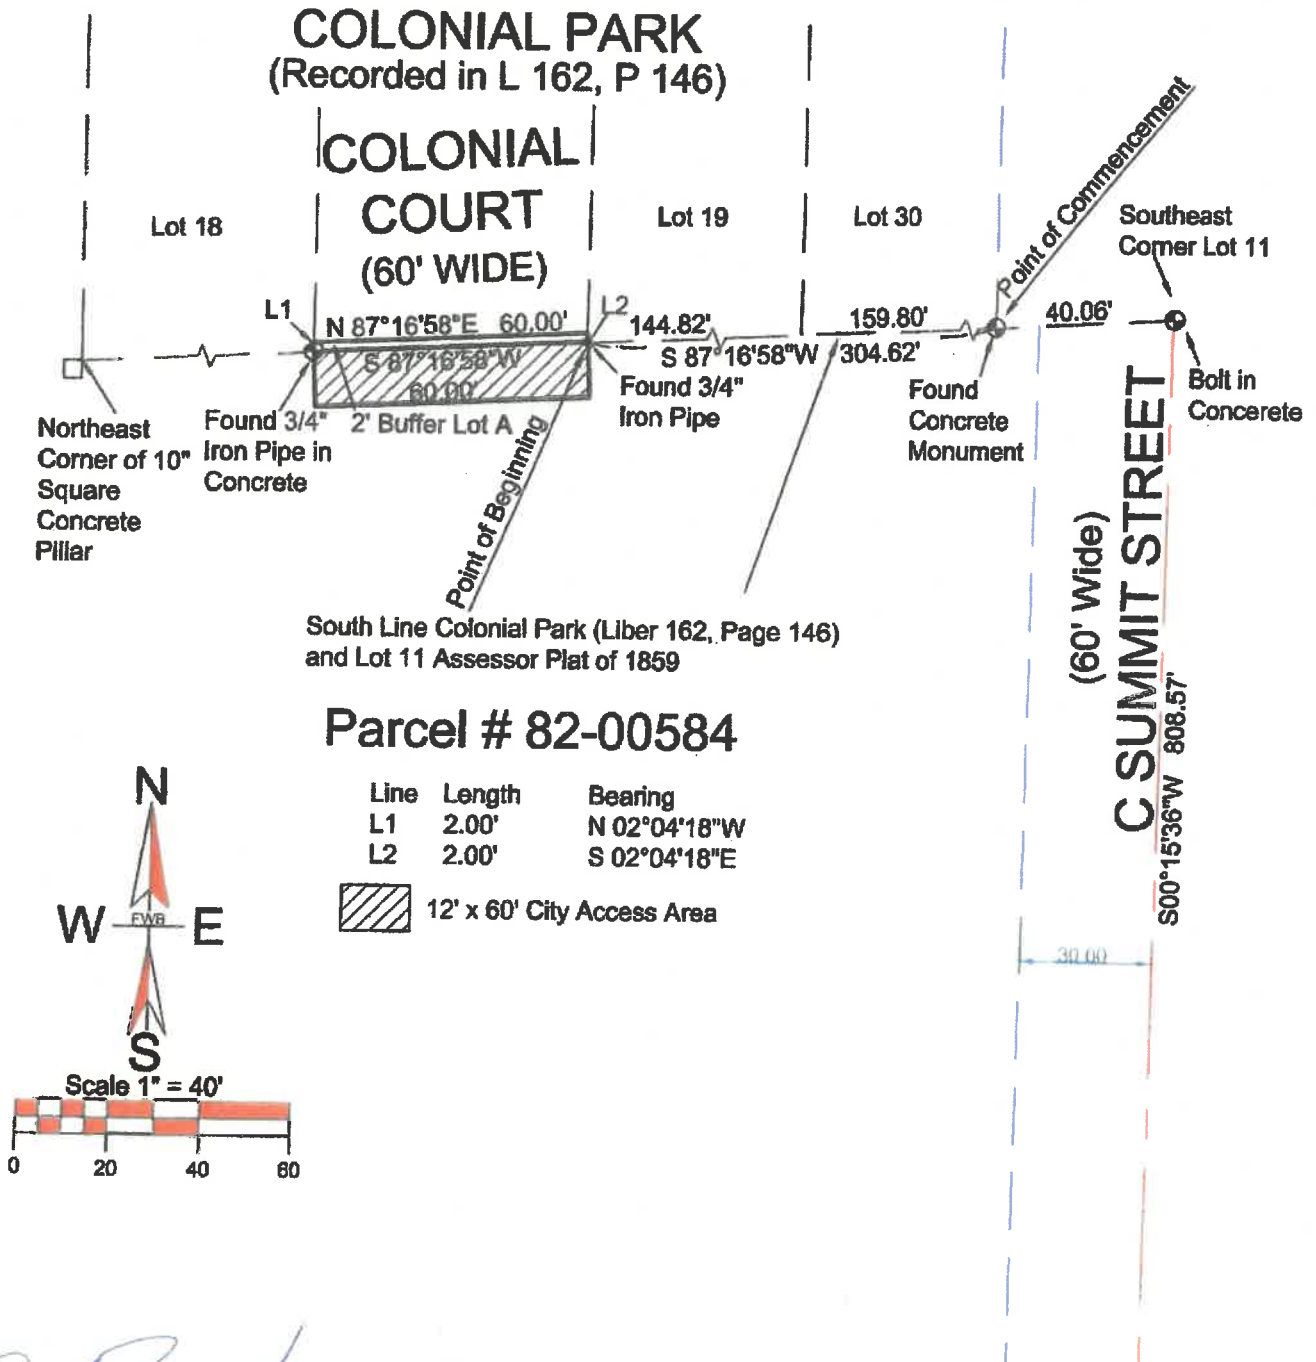 COLONIAL PARK
(Recorded in L 162, P 146)
COLONIAL
COURT
(60' WIDE)
Lot 18
Lot 19
Lot 30
Point of Commencement
Southeast
Corner Lot 11
L1
N 87°16'58"E 60.00'
L2
144.82'
159.80'
40.06'
S 87°16'58"W
60.00'
S 87°16'58"W 304.62'
2' Buffer Lot A
Northeast
Corner of 10"
Square
Concrete
Pillar
Found 3/4"
Iron Pipe in
Concrete
Point of Beginning
Found 3/4"
Iron Pipe
Found
Concrete
Monument
Bolt in
Concerete
South Line Colonial Park (Liber 162, Page 146)
and Lot 11 Assessor Plat of 1859
(60' Wide)
C SUMMIT STREET
S00°15'36"W 808.57'
30.00
Parcel # 82-00584
Line Length Bearing
L1 2.00' N 02°04'18"W
L2 2.00' S 02°04'18"E
12' x 60' City Access Area
N
W FWB E
S
Scale 1" = 40'
0 20 40 60